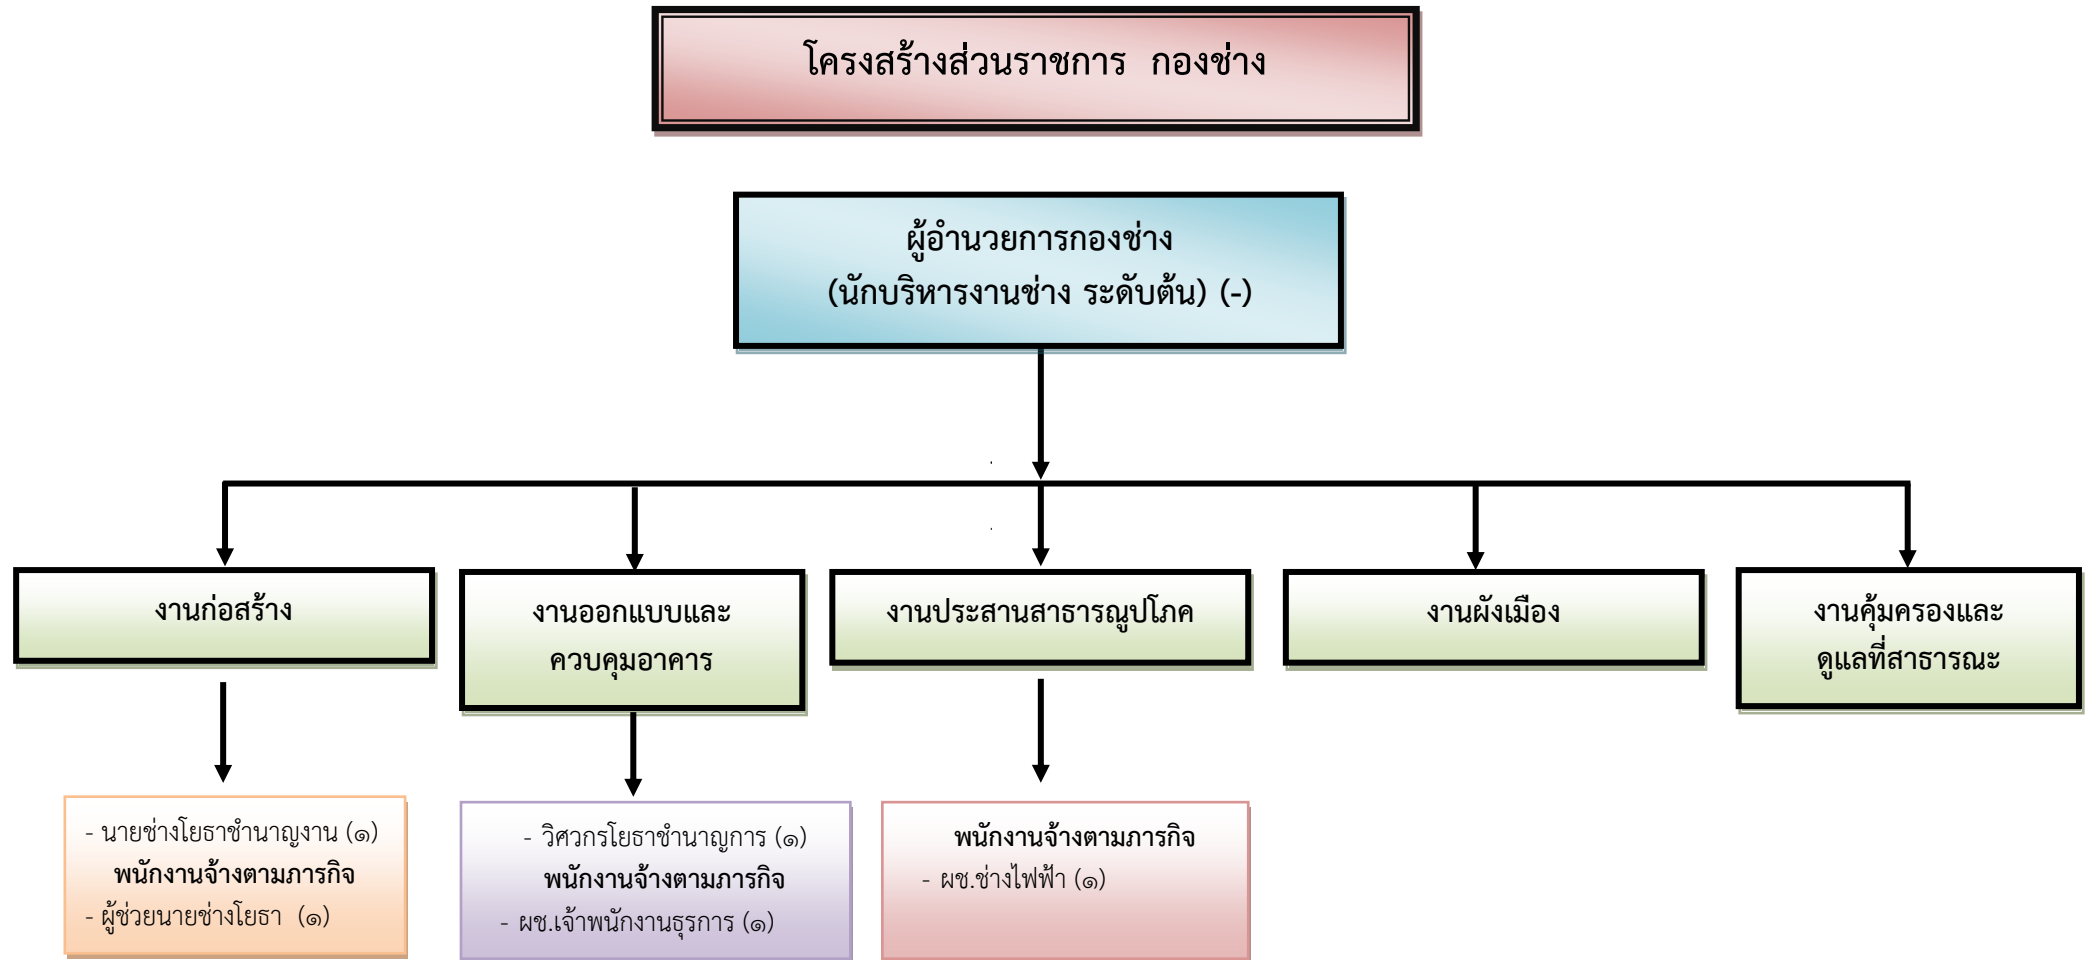 โครงสร้างส่วนราชการ กองช่าง
ผู้อำนวยการกองช่าง
(นักบริหารงานช่าง ระดับต้น) (-)
งานก่อสร้าง
งานออกแบบและ
ควบคุมอาคาร
งานประสานสาธารณูปโภค
งานผังเมือง
งานคุ้มครองและ
ดูแลที่สาธารณะ
- นายช่างโยธาชำนาญงาน (๑)
พนักงานจ้างตามภารกิจ
- ผู้ช่วยนายช่างโยธา (๑)
- วิศวกรโยธาชำนาญการ (๑)
พนักงานจ้างตามภารกิจ
- ผช.เจ้าพนักงานธุรการ (๑)
พนักงานจ้างตามภารกิจ
- ผช.ช่างไฟฟ้า (๑)